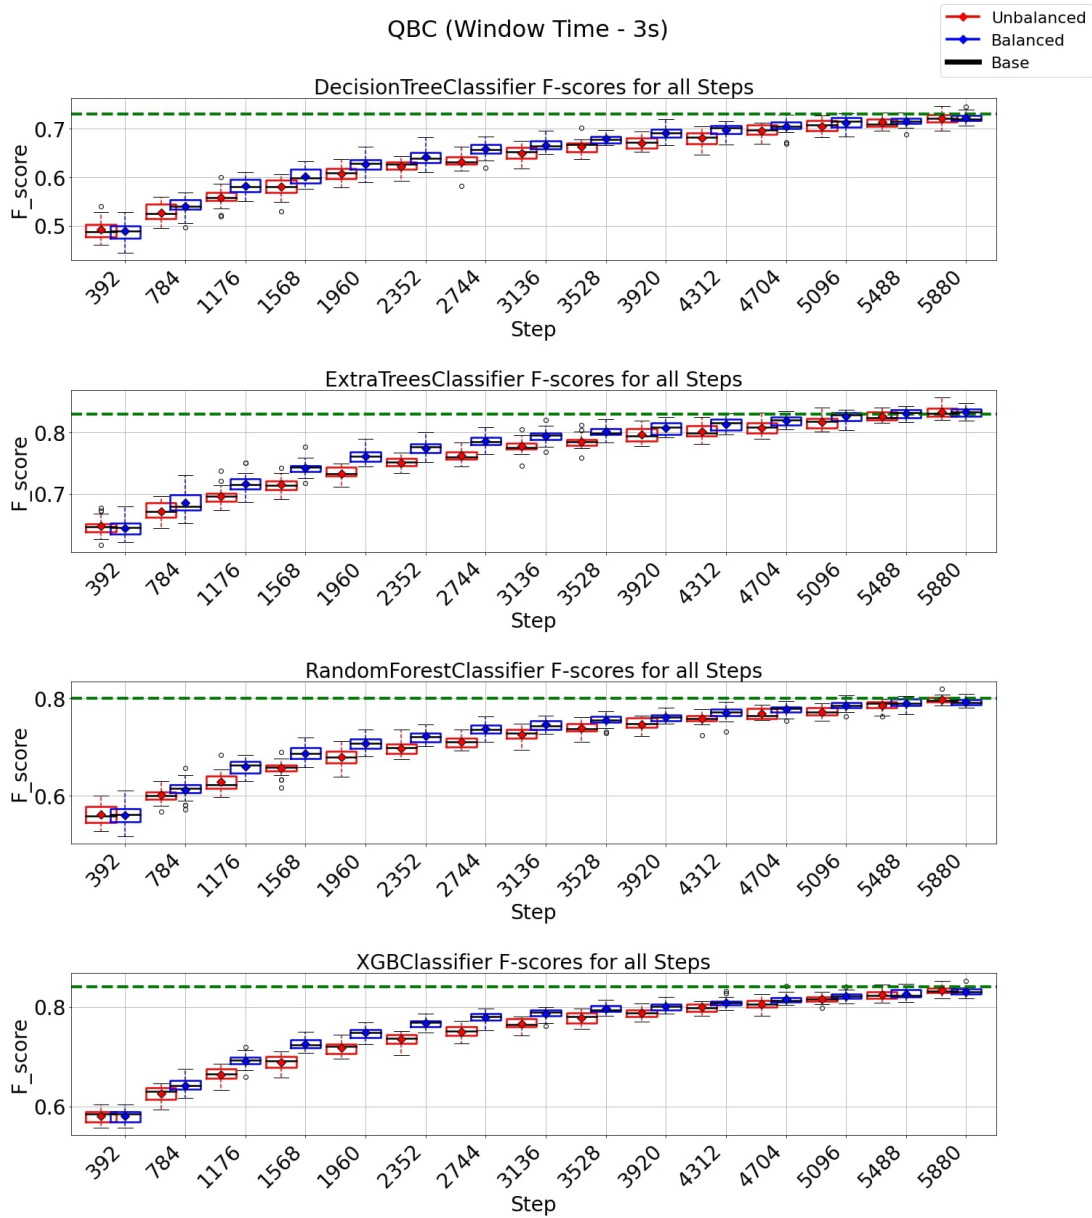 QBC (Window Time - 3s)
Unbalanced
Balanced
Base
DecisionTreeClassifier F-scores for all Steps
F_score
0.7
0.6
0.5
392 784 1176 1568 1960 2352 2744 3136 3528 3920 4312 4704 5096 5488 5880
Step
ExtraTreesClassifier F-scores for all Steps
F_score
0.8
0.7
392 784 1176 1568 1960 2352 2744 3136 3528 3920 4312 4704 5096 5488 5880
Step
RandomForestClassifier F-scores for all Steps
F_score
0.8
0.6
392 784 1176 1568 1960 2352 2744 3136 3528 3920 4312 4704 5096 5488 5880
Step
XGBClassifier F-scores for all Steps
F_score
0.8
0.6
392 784 1176 1568 1960 2352 2744 3136 3528 3920 4312 4704 5096 5488 5880
Step